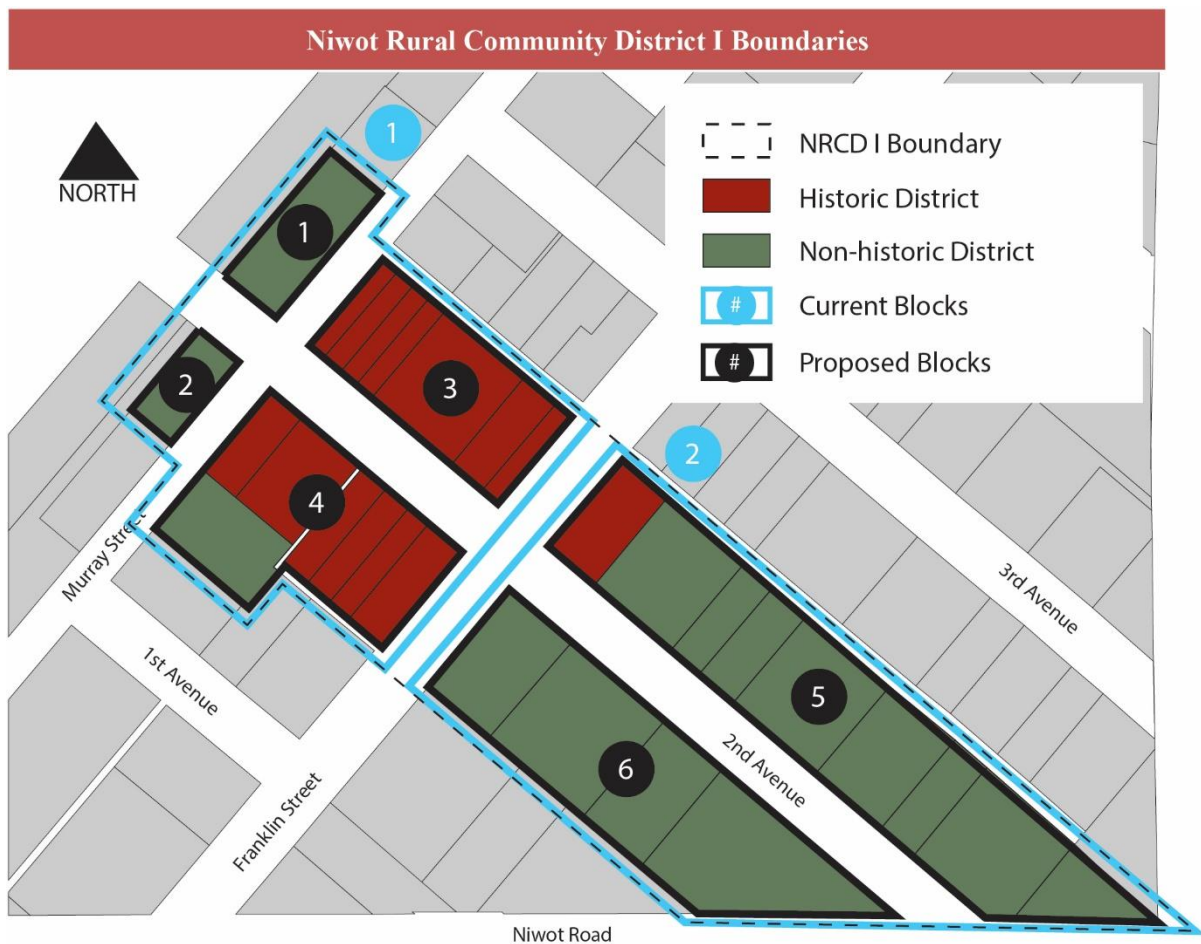 Niwot Rural Community District I Boundaries
NORTH
NRCD I Boundary
Historic District
Non-historic District
# Current Blocks
# Proposed Blocks
1
1
2
3
4
2
5
6
Murray Street
1st Avenue
Franklin Street
2nd Avenue
3rd Avenue
Niwot Road